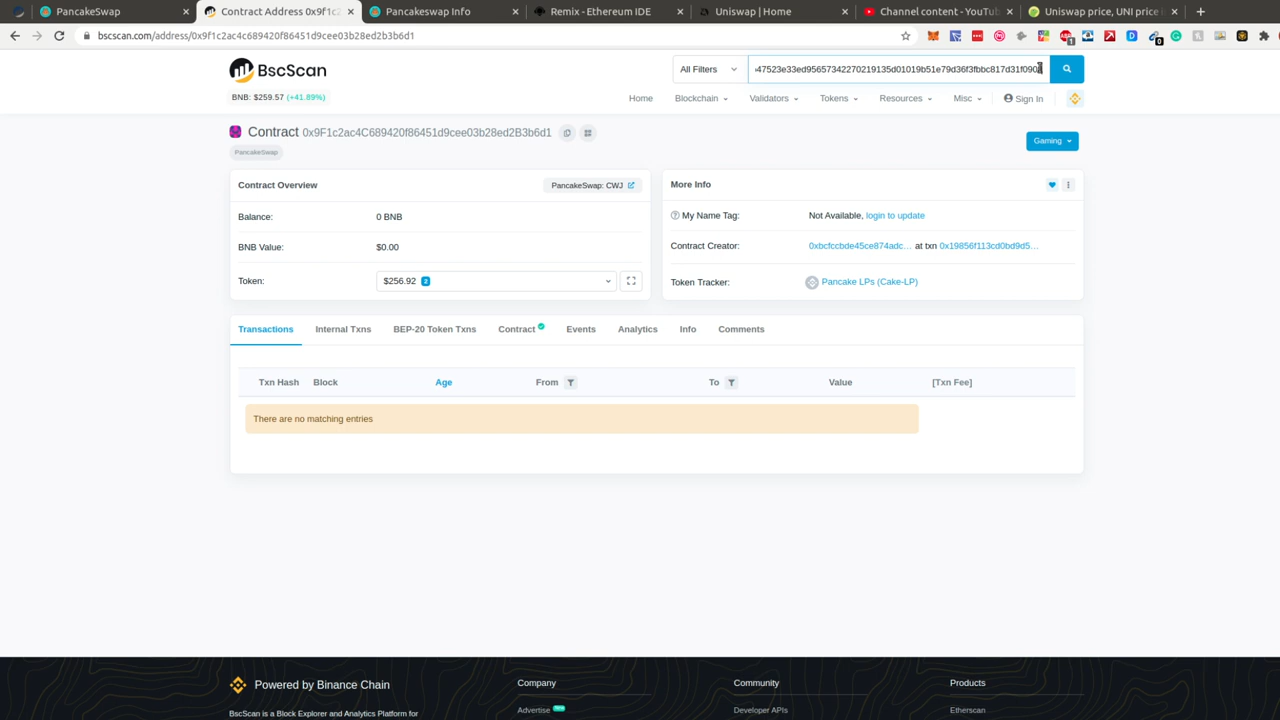 PancakeSwap
Contract Address 0x9f1c2
Pancakeswap Info
Remix - Ethereum IDE
Uniswap | Home
Channel content - YouTub
Uniswap price, UNI price
bscscan.com/address/0x9f1c2ac4c689420f86451d9cee03b28ed2b3b6d1
BscScan
All Filters
BNB: $259.57 (+41.89%)
Home Blockchain Validators Tokens Resources Misc Sign In
Contract 0x9F1c2ac4C689420f86451d9cee03b28ed2B3b6d1
PancakeSwap
Gaming
Contract Overview
PancakeSwap: CWJ
More Info
Balance: 0 BNB
My Name Tag: Not Available, login to update
BNB Value: $0.00
Contract Creator: 0xbcfccbde45ce874adc... at txn 0x19856f113cd0bd9d5...
Token: $256.92 2
Token Tracker: Pancake LPs (Cake-LP)
Transactions Internal Txns BEP-20 Token Txns Contract Events Analytics Info Comments
Txn Hash Block Age From To Value [Txn Fee]
There are no matching entries
Powered by Binance Chain
Company
Community
Products
BscScan is a Block Explorer and Analytics Platform for
Advertise New
Developer APIs
Etherscan